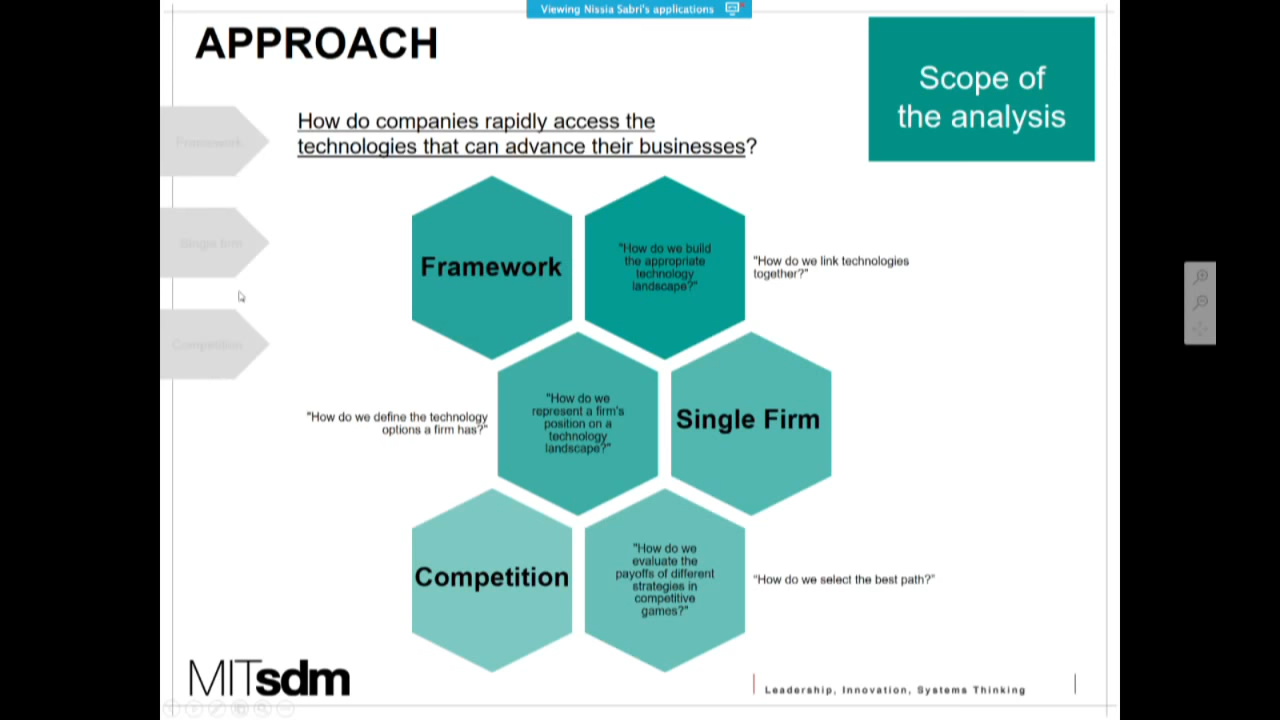 Viewing Nissia Sabri's applications
APPROACH
Scope of
the analysis
How do companies rapidly access the
technologies that can advance their businesses?
Framework
Single firm
Competition
Framework
"How do we build
the appropriate
technology
landscape?"
"How do we link technologies
together?"
"How do we define the technology
options a firm has?"
"How do we
represent a firm's
position on a
technology
landscape?"
Single Firm
Competition
"How do we
evaluate the
payoffs of different
strategies in
competitive
games?"
"How do we select the best path?"
MITsdm
Leadership, Innovation, Systems Thinking